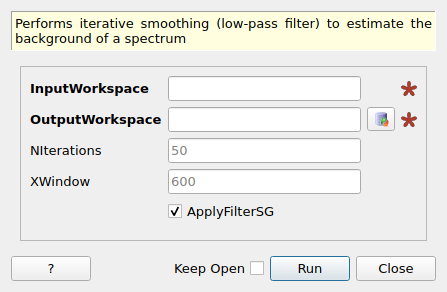 Performs iterative smoothing (low-pass filter) to estimate the
background of a spectrum
InputWorkspace
OutputWorkspace
NIterations 50
XWindow 600
ApplyFilterSG
? Keep Open Run Close